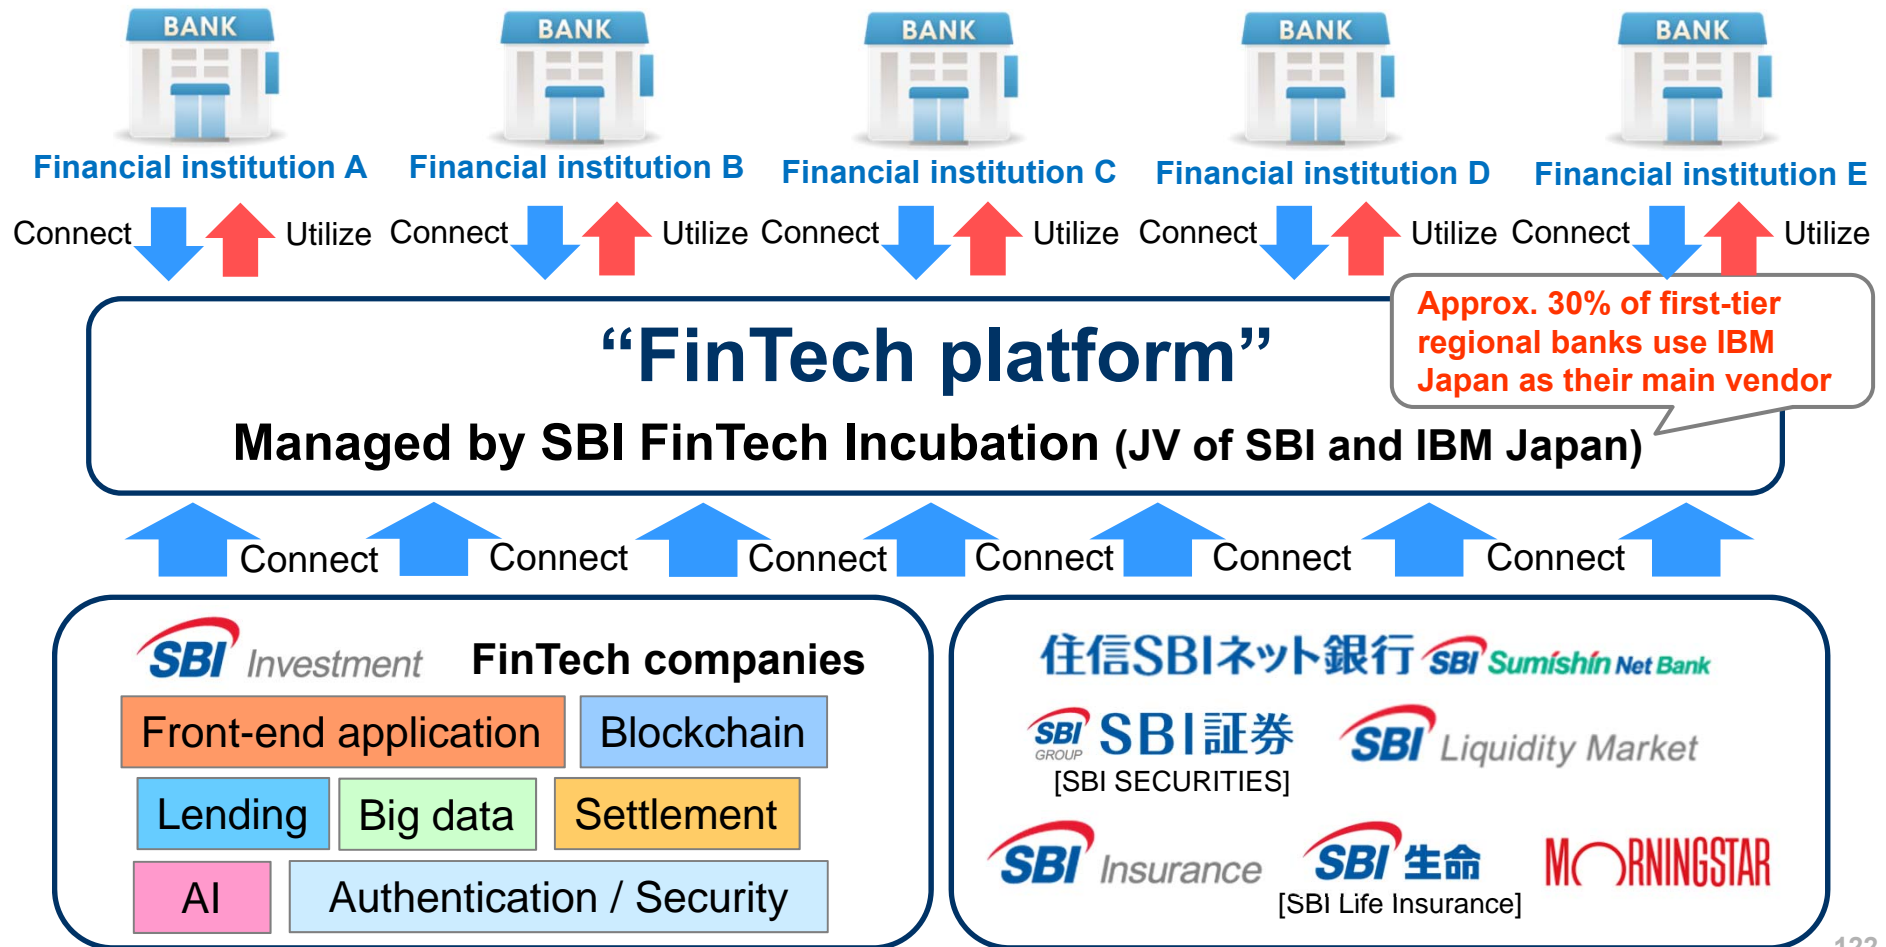 BANK BANK BANK BANK BANK
Financial institution A Financial institution B Financial institution C Financial institution D Financial institution E
Connect Utilize Connect Utilize Connect Utilize Connect Utilize Connect Utilize
Approx. 30% of first-tier
regional banks use IBM
Japan as their main vendor
“FinTech platform”
Managed by SBI FinTech Incubation (JV of SBI and IBM Japan)
Connect Connect Connect Connect Connect Connect
SBI Investment FinTech companies
Front-end application Blockchain
Lending Big data Settlement
AI Authentication / Security
住信SBIネット銀行 SBI Sumishin Net Bank
SBI GROUP SBI証券 SBI Liquidity Market
[SBI SECURITIES]
SBI Insurance SBI生命 MORNINGSTAR
[SBI Life Insurance]
122